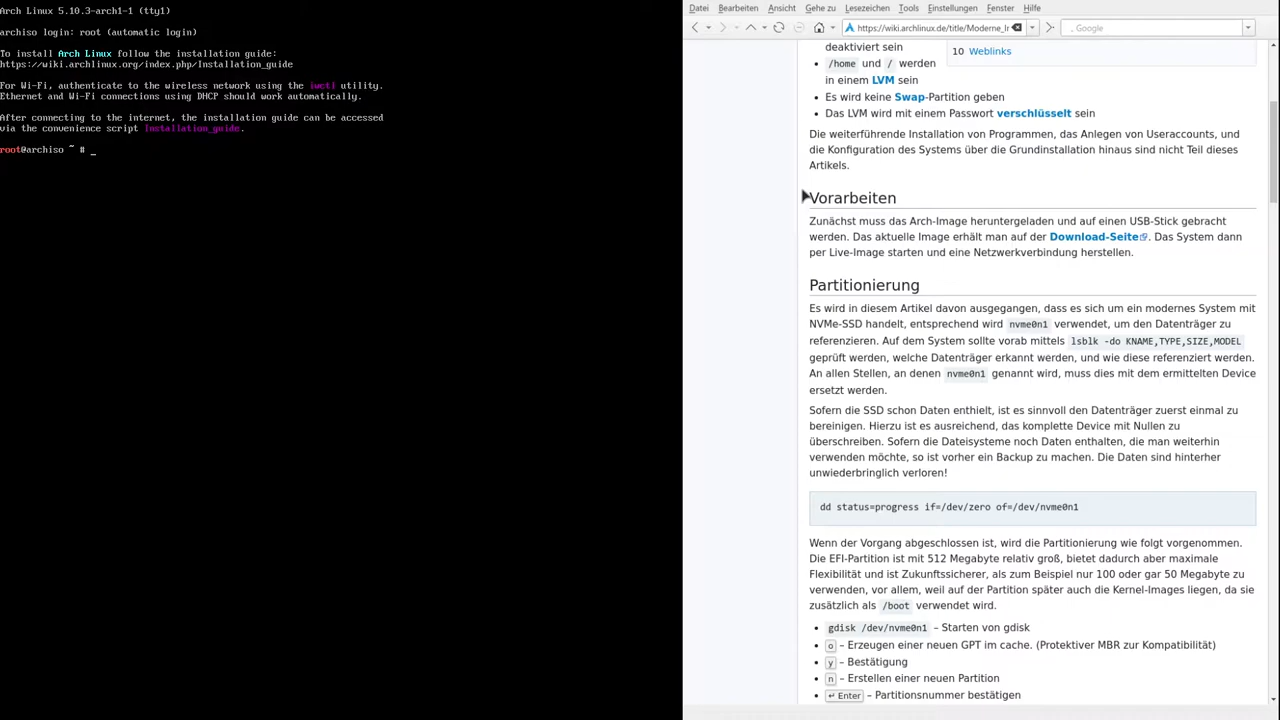 Arch Linux 5.10.3-arch1-1 (tty1)
archiso login: root (automatic login)
To install Arch Linux follow the installation guide:
https://wiki.archlinux.org/index.php/Installation_guide
For Wi-Fi, authenticate to the wireless network using the iwctl utility.
Ethernet and Wi-Fi connections using DHCP should work automatically.
After connecting to the internet, the installation guide can be accessed
via the convenience script Installation_guide.
root@archiso ~ # _
Datei Bearbeiten Ansicht Gehe zu Lesezeichen Tools Einstellungen Fenster Hilfe
https://wiki.archlinux.de/title/Moderne_I
Google
deaktiviert sein
10 Weblinks
/home und / werden
in einem LVM sein
Es wird keine Swap-Partition geben
Das LVM wird mit einem Passwort verschlüsselt sein
Die weiterführende Installation von Programmen, das Anlegen von Useraccounts, und
die Konfiguration des Systems über die Grundinstallation hinaus sind nicht Teil dieses
Artikels.
Vorarbeiten
Zunächst muss das Arch-Image heruntergeladen und auf einen USB-Stick gebracht
werden. Das aktuelle Image erhält man auf der Download-Seite. Das System dann
per Live-Image starten und eine Netzwerkverbindung herstellen.
Partitionierung
Es wird in diesem Artikel davon ausgegangen, dass es sich um ein modernes System mit
NVMe-SSD handelt, entsprechend wird nvme0n1 verwendet, um den Datenträger zu
referenzieren. Auf dem System sollte vorab mittels lsblk -do KNAME,TYPE,SIZE,MODEL
geprüft werden, welche Datenträger erkannt werden, und wie diese referenziert werden.
An allen Stellen, an denen nvme0n1 genannt wird, muss dies mit dem ermittelten Device
ersetzt werden.
Sofern die SSD schon Daten enthielt, ist es sinnvoll den Datenträger zuerst einmal zu
bereinigen. Hierzu ist es ausreichend, das komplette Device mit Nullen zu
überschreiben. Sofern die Dateisysteme noch Daten enthalten, die man weiterhin
verwenden möchte, so ist vorher ein Backup zu machen. Die Daten sind hinterher
unwiederbringlich verloren!
dd status=progress if=/dev/zero of=/dev/nvme0n1
Wenn der Vorgang abgeschlossen ist, wird die Partitionierung wie folgt vorgenommen.
Die EFI-Partition ist mit 512 Megabyte relativ groß, bietet dadurch aber maximale
Flexibilität und ist Zukunftssicherer, als zum Beispiel nur 100 oder gar 50 Megabyte zu
verwenden, vor allem, weil auf der Partition später auch die Kernel-Images liegen, da sie
zusätzlich als /boot verwendet wird.
gdisk /dev/nvme0n1 – Starten von gdisk
o – Erzeugen einer neuen GPT im cache. (Protektiver MBR zur Kompatibilität)
y – Bestätigung
n – Erstellen einer neuen Partition
↵ Enter – Partitionsnummer bestätigen